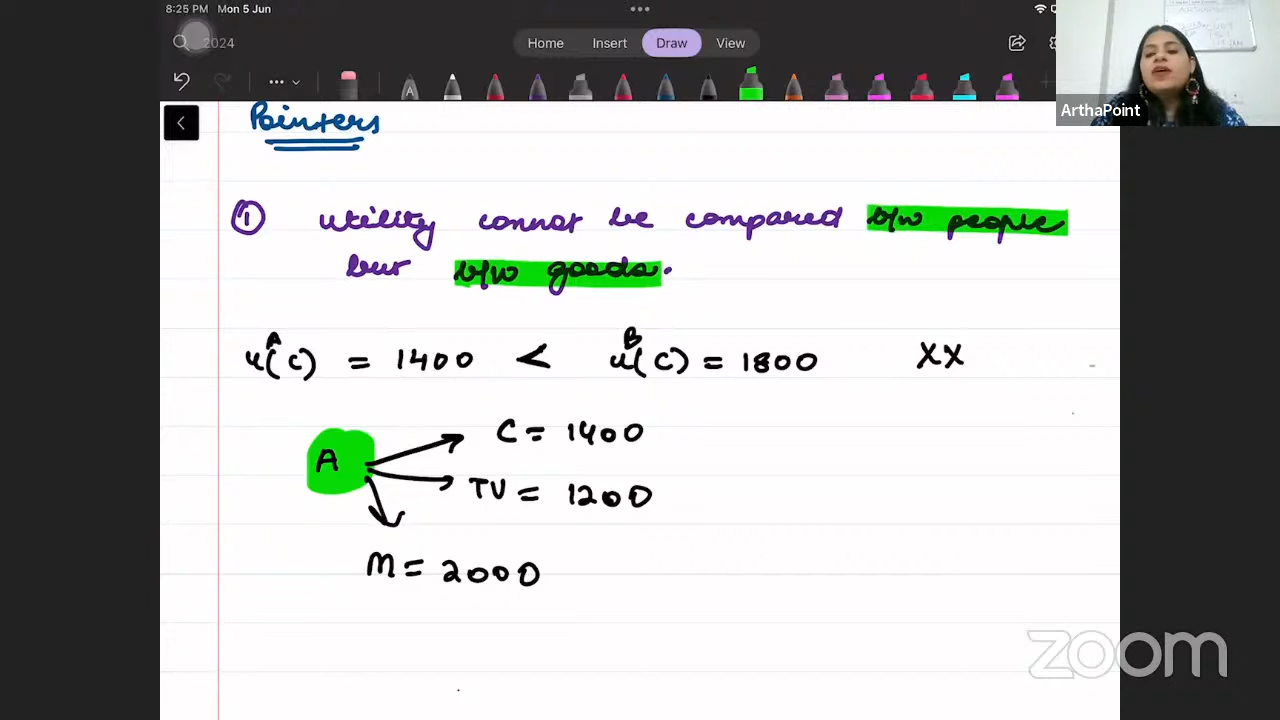 8:25 PM Mon 5 Jun
2024
Home Insert Draw View
A
ArthaPoint
Pointers
① utility cannot be compared b/w people
but b/w goods.
u^A(C) = 1400 < u^B(C) = 1800 XX
A
C = 1400
TV = 1200
M = 2000
zoom